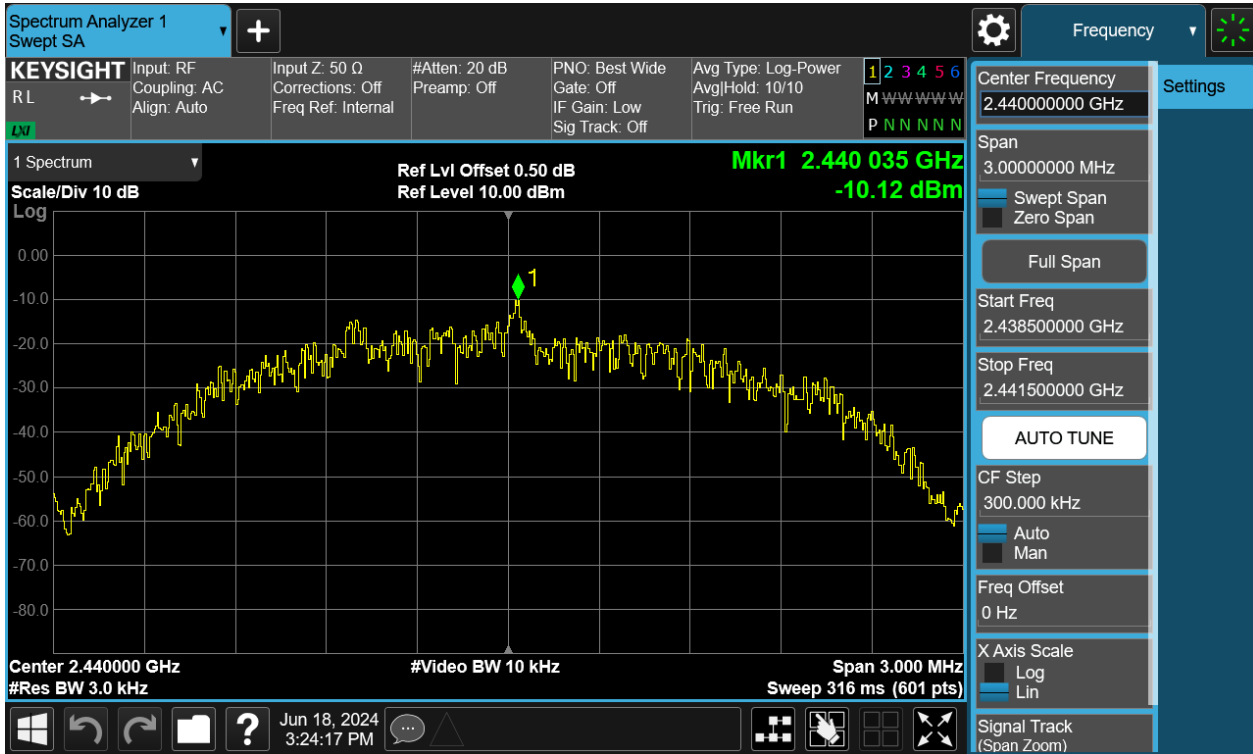 Spectrum Analyzer 1
Swept SA
Frequency
KEYSIGHT
R L
LXI
Input: RF
Coupling: AC
Align: Auto
Input Z: 50 Ω
Corrections: Off
Freq Ref: Internal
#Atten: 20 dB
Preamp: Off
PNO: Best Wide
Gate: Off
IF Gain: Low
Sig Track: Off
Avg Type: Log-Power
Avg|Hold: 10/10
Trig: Free Run
1 2 3 4 5 6
M W W W W W
P N N N N N
1 Spectrum
Scale/Div 10 dB
Ref Lvl Offset 0.50 dB
Ref Level 10.00 dBm
Mkr1 2.440 035 GHz
-10.12 dBm
Log
0.00
-10.0
-20.0
-30.0
-40.0
-50.0
-60.0
-70.0
-80.0
1
Center 2.440000 GHz
#Res BW 3.0 kHz
#Video BW 10 kHz
Span 3.000 MHz
Sweep 316 ms (601 pts)
Center Frequency
2.440000000 GHz
Span
3.00000000 MHz
Swept Span
Zero Span
Full Span
Start Freq
2.438500000 GHz
Stop Freq
2.441500000 GHz
AUTO TUNE
CF Step
300.000 kHz
Auto
Man
Freq Offset
0 Hz
X Axis Scale
Log
Lin
Signal Track
(Span Zoom)
Settings
?
Jun 18, 2024
3:24:17 PM